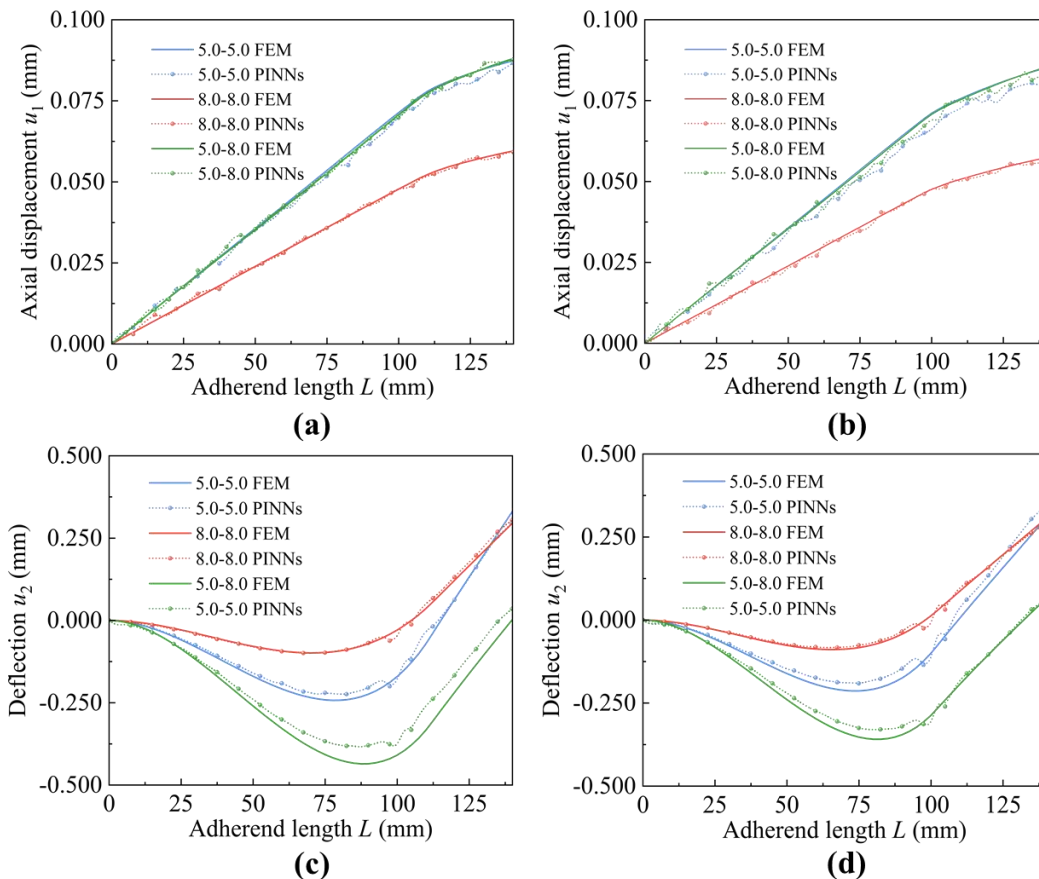 0.100
0.075
0.050
0.025
0.000
Axial displacement u1 (mm)
5.0-5.0 FEM
5.0-5.0 PINNs
8.0-8.0 FEM
8.0-8.0 PINNs
5.0-8.0 FEM
5.0-8.0 PINNs
0 25 50 75 100 125
Adherend length L (mm)
(a)
0.100
0.075
0.050
0.025
0.000
Axial displacement u1 (mm)
5.0-5.0 FEM
5.0-5.0 PINNs
8.0-8.0 FEM
8.0-8.0 PINNs
5.0-8.0 FEM
5.0-8.0 PINNs
0 25 50 75 100 125
Adherend length L (mm)
(b)
0.500
0.250
0.000
-0.250
-0.500
Deflection u2 (mm)
5.0-5.0 FEM
5.0-5.0 PINNs
8.0-8.0 FEM
8.0-8.0 PINNs
5.0-8.0 FEM
5.0-5.0 PINNs
0 25 50 75 100 125
Adherend length L (mm)
(c)
0.500
0.250
0.000
-0.250
-0.500
Deflection u2 (mm)
5.0-5.0 FEM
5.0-5.0 PINNs
8.0-8.0 FEM
8.0-8.0 PINNs
5.0-8.0 FEM
5.0-5.0 PINNs
0 25 50 75 100 125
Adherend length L (mm)
(d)